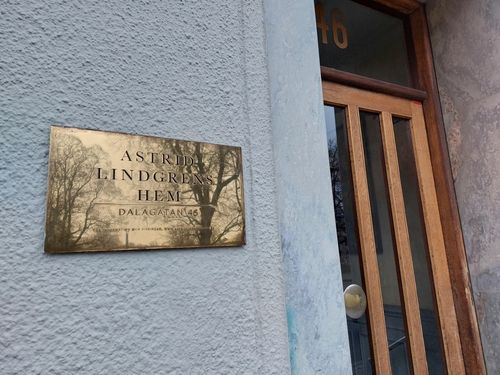 46
ASTRID
LINDGRENS
HEM
DALAGATAN 46